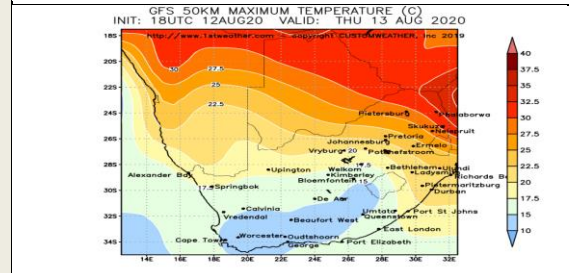 GFS 50KM MAXIMUM TEMPERATURE (C)
INIT: 18UTC 12AUG20 VALID: THU 13 AUG 2020
http://www.1stweather.com - copyright CUSTOMWEATHER, Inc 2019
18S
20S
22S
24S
26S
28S
30S
32S
34S
30
27.5
25
22.5
20
17.5
15
17.5
Pietersburg
Phalaborwa
Skukuza
Nelspruit
Pretoria
Johannesburg
Ermelo
Potchefstroom
Vryburg
Welkom
Bethlehem
Ulundi
Ladysmith
Richards B
Kimberley
Bloemfontein
Upington
Alexander Bay
Springbok
Pietermaritzburg
Durban
De Aar
Calvinia
Vredendal
Beaufort West
Umtata
Port St Johns
Queenstown
East London
Worcester
Oudtshoorn
Cape Town
George
Port Elizabeth
14E
16E
18E
20E
22E
24E
26E
28E
30E
32E
40
37.5
35
32.5
30
27.5
25
22.5
20
17.5
15
12.5
10